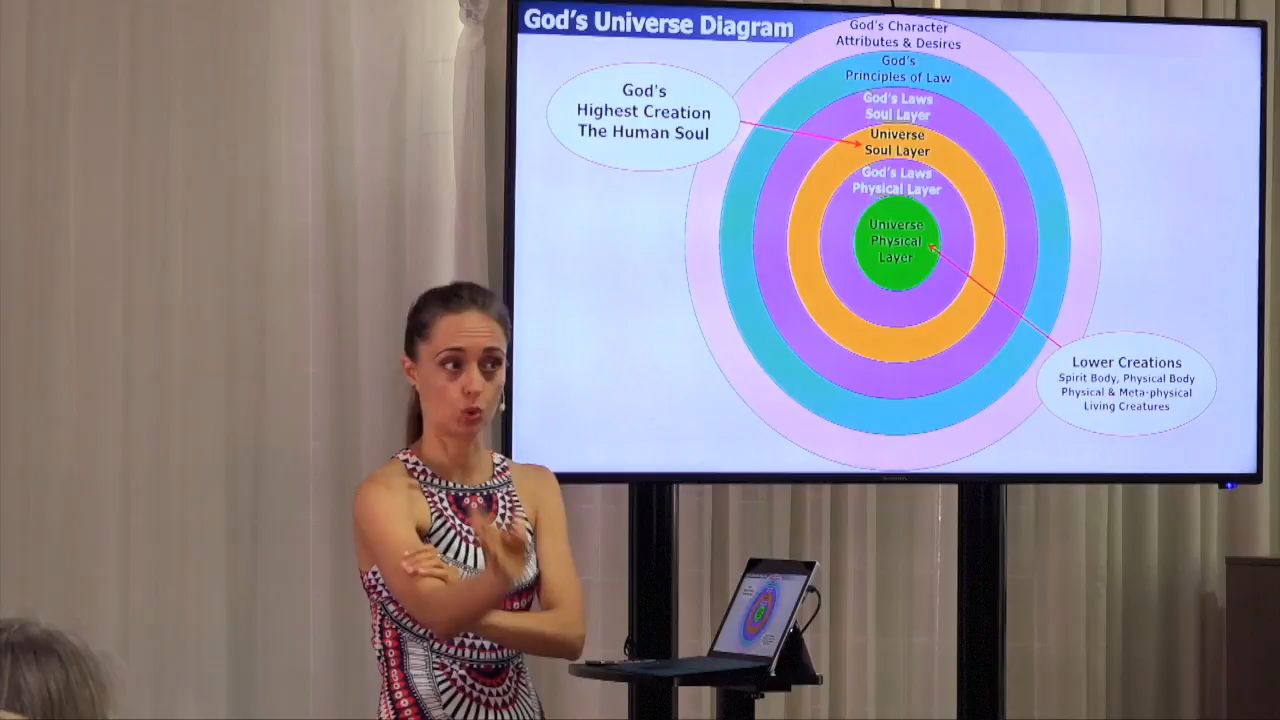 God's Universe Diagram
God's Character
Attributes & Desires
God's
Principles of Law
God's Laws
Soul Layer
Universe
Soul Layer
God's Laws
Physical Layer
Universe
Physical
Layer
God's
Highest Creation
The Human Soul
Lower Creations
Spirit Body, Physical Body
Physical & Meta-physical
Living Creatures